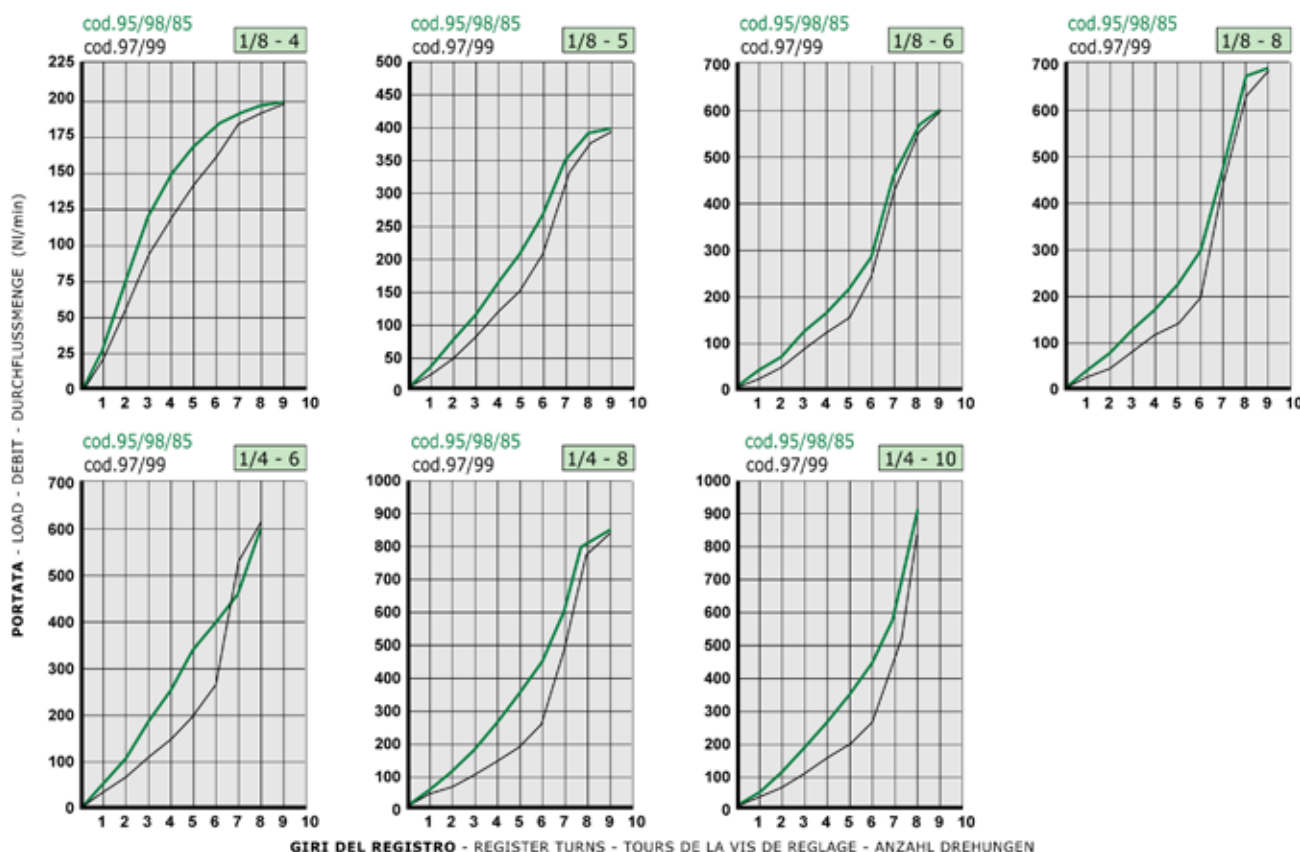 cod.95/98/85
cod.97/99
1/8 - 4
225
200
175
150
125
100
75
50
25
0
1 2 3 4 5 6 7 8 9 10
cod.95/98/85
cod.97/99
1/8 - 5
500
450
400
350
300
250
200
150
100
50
0
1 2 3 4 5 6 7 8 9 10
cod.95/98/85
cod.97/99
1/8 - 6
700
600
500
400
300
200
100
0
1 2 3 4 5 6 7 8 9 10
cod.95/98/85
cod.97/99
1/8 - 8
700
600
500
400
300
200
100
0
1 2 3 4 5 6 7 8 9 10
PORTATA - LOAD - DEBIT - DURCHFLUSSMENGE (Nl/min)
cod.95/98/85
cod.97/99
1/4 - 6
700
600
500
400
300
200
100
0
1 2 3 4 5 6 7 8 9 10
cod.95/98/85
cod.97/99
1/4 - 8
1000
900
800
700
600
500
400
300
200
100
0
1 2 3 4 5 6 7 8 9 10
cod.95/98/85
cod.97/99
1/4 - 10
1000
900
800
700
600
500
400
300
200
100
0
1 2 3 4 5 6 7 8 9 10
GIRI DEL REGISTRO - REGISTER TURNS - TOURS DE LA VIS DE REGLAGE - ANZAHL DREHUNGEN